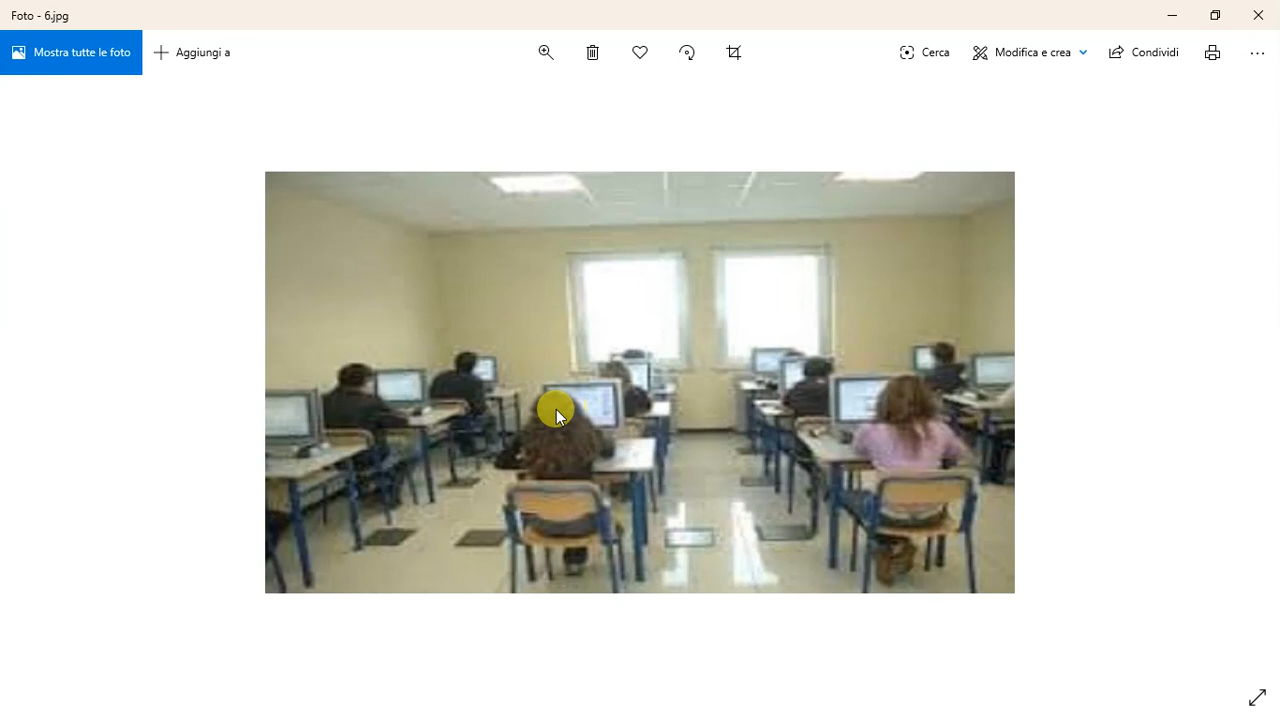 Foto - 6.jpg
Mostra tutte le foto
Aggiungi a
Cerca
Modifica e crea
Condividi